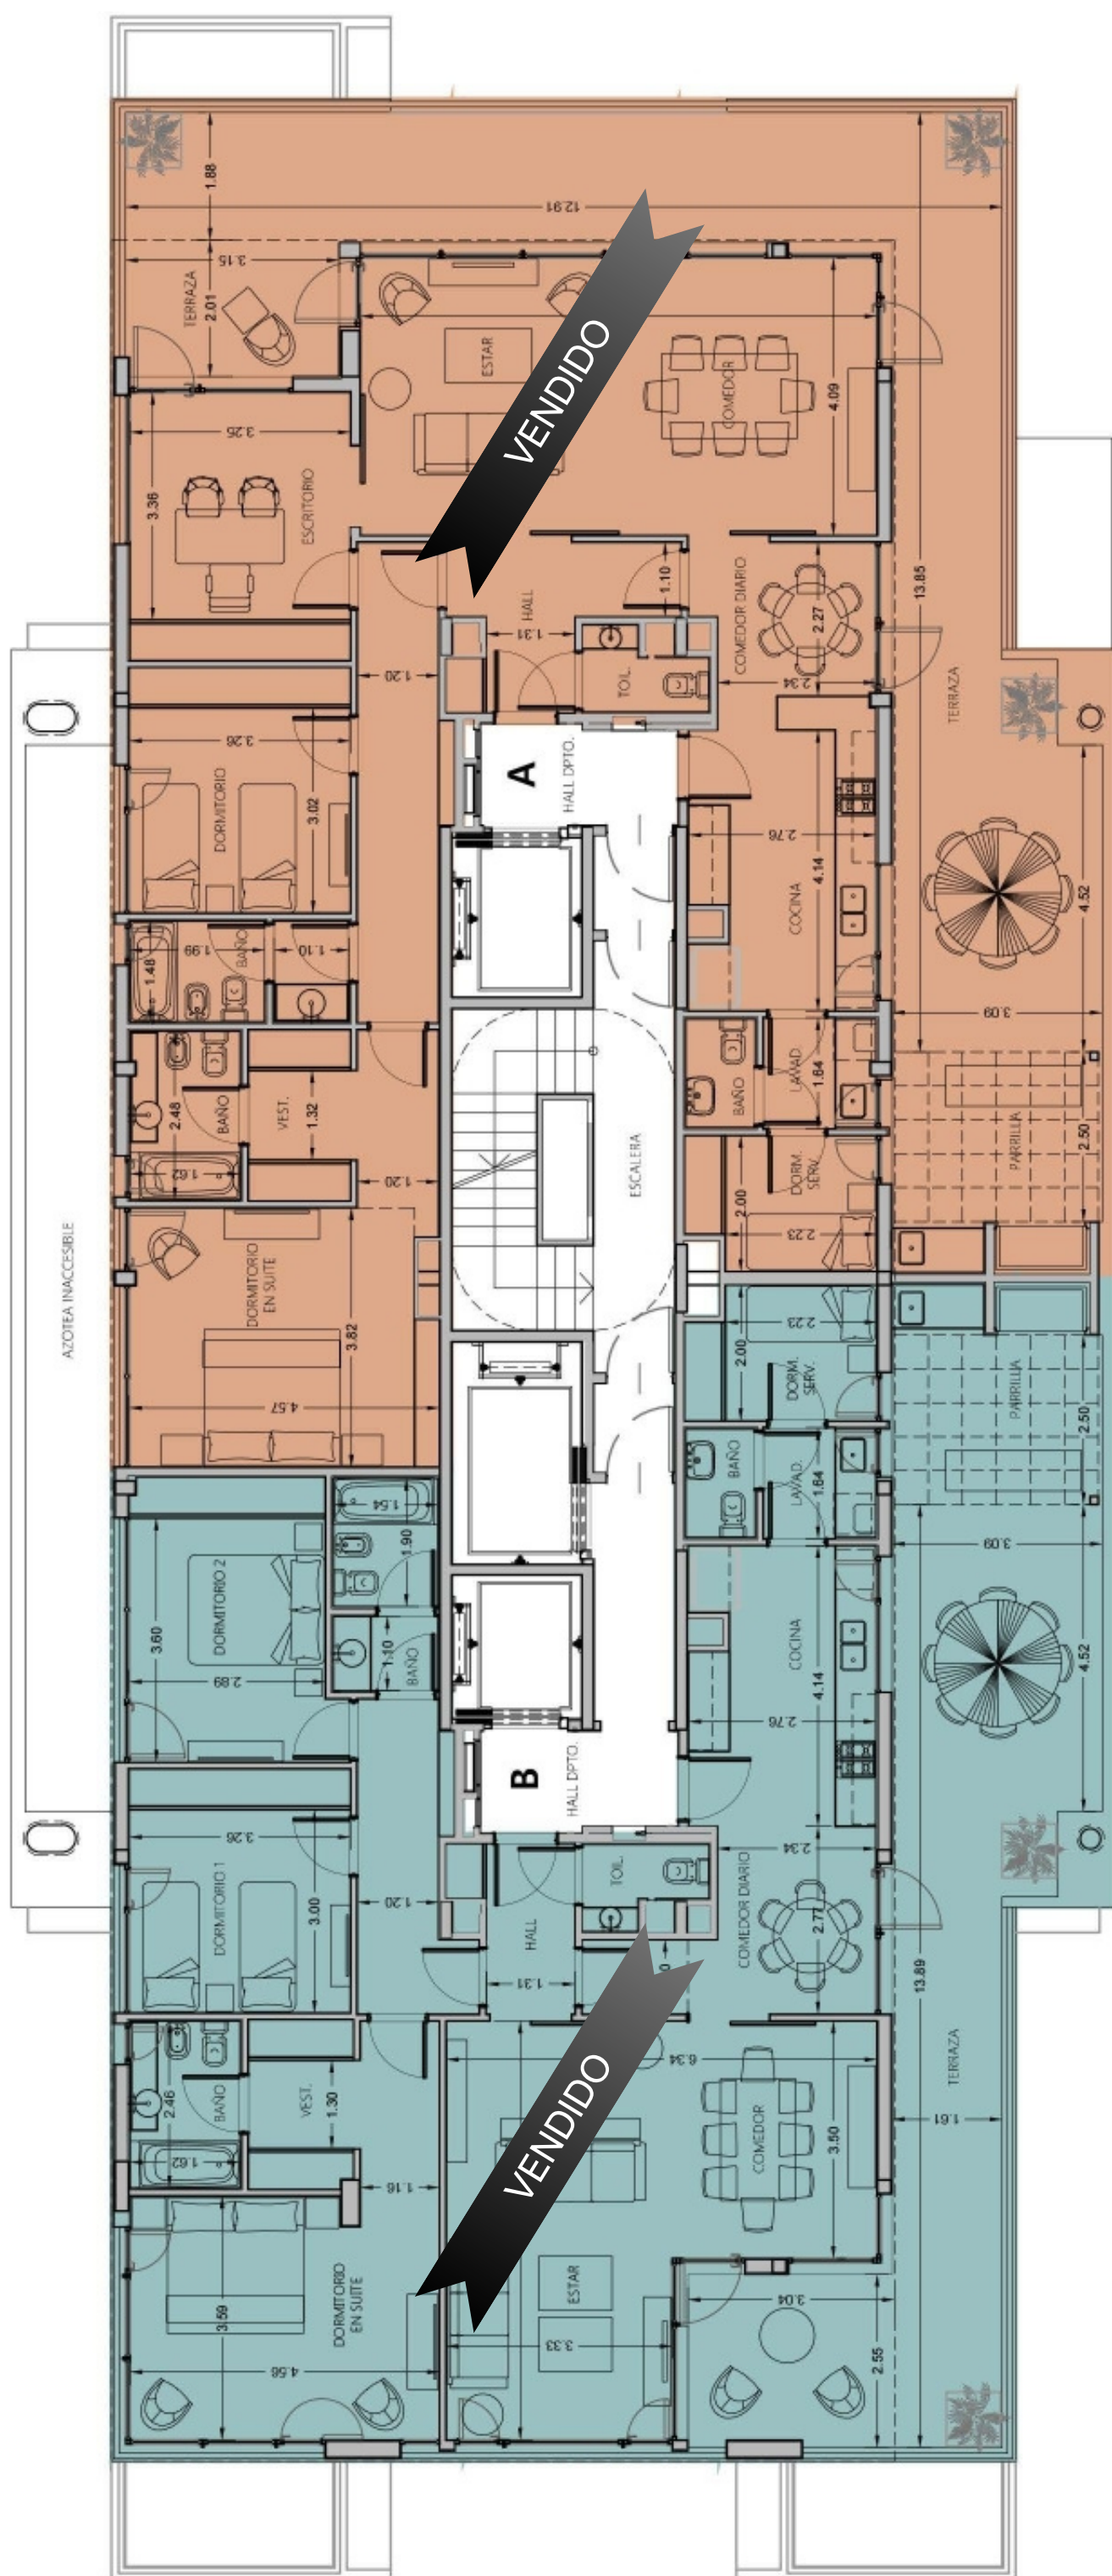 1.88
12.91
3.15
TERRAZA
2.01
ESTAR
VENDIDO
COMEDOR
4.09
3.25
3.36
ESCRITORIO
HALL
1.10
1.31
COMEDOR DIARIO
2.27
13.85
TERRAZA
1.20
TOI.
2.34
3.26
DORMITORIO
3.02
A
HALL DPTO.
2.76
4.14
COCINA
4.52
1.99
1.48
BAÑO
1.10
3.09
2.48
BAÑO
VEST.
1.32
1.62
1.20
BAÑO
LAVAD.
1.64
PARRILLA
2.50
ESCALERA
2.00
DORM.
SERV.
2.23
AZOTEA INACCESIBLE
DORMITORIO
EN SUITE
3.82
4.57
2.23
2.00
DORM.
SERV.
PARRILLA
2.50
BAÑO
LAVAD.
1.64
1.54
1.90
3.09
DORMITORIO 2
3.60
2.89
1.10
BAÑO
COCINA
4.14
2.76
4.52
B
HALL DPTO.
3.26
DORMITORIO 1
3.00
1.20
TOI.
HALL
1.31
2.34
COMEDOR DIARIO
2.77
13.89
TERRAZA
2.46
BAÑO
VEST.
1.30
1.62
1.16
VENDIDO
6.34
COMEDOR
3.50
1.61
3.59
DORMITORIO
EN SUITE
4.56
ESTAR
3.33
3.04
2.55